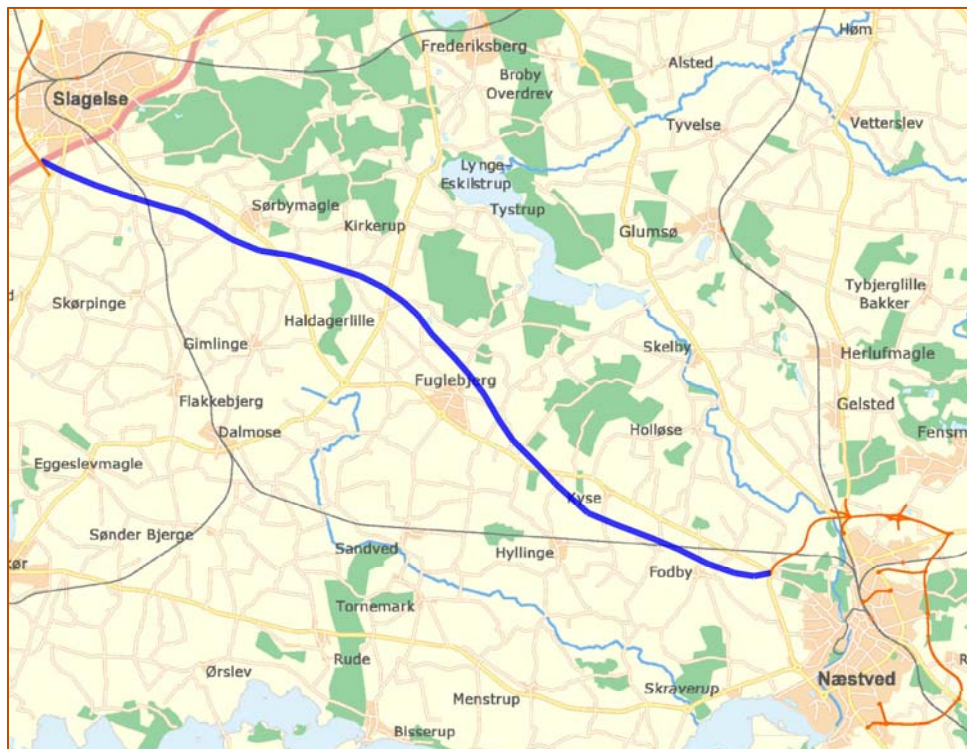 Frederiksberg
Høm
Alsted
Broby
Overdrev
Slagelse
Tyvelse
Vetterslev
Lynge-
Eskilstrup
Sørbymagle
Tystrup
Kirkerup
Glumsø
Tybjerglille
Bakker
Skørpinge
Haldagerlille
Gimlinge
Skelby
Herlufmagle
Fuglebjerg
Flakkebjerg
Gelsted
Dalmose
Holløse
Fensm
Eggeslevmagle
Kyse
Sønder Bjerge
Sandved
Hyllinge
Fodby
ør
Tornemark
Rude
Ørslev
Næstved
Skraverup
Menstrup
Bisserup